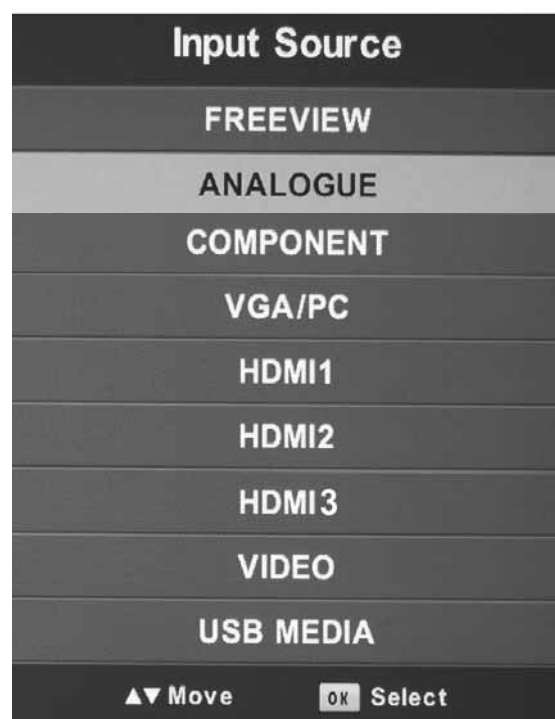 Input Source
FREEVIEW
ANALOGUE
COMPONENT
VGA/PC
HDMI1
HDMI2
HDMI3
VIDEO
USB MEDIA
▲▼ Move OK Select